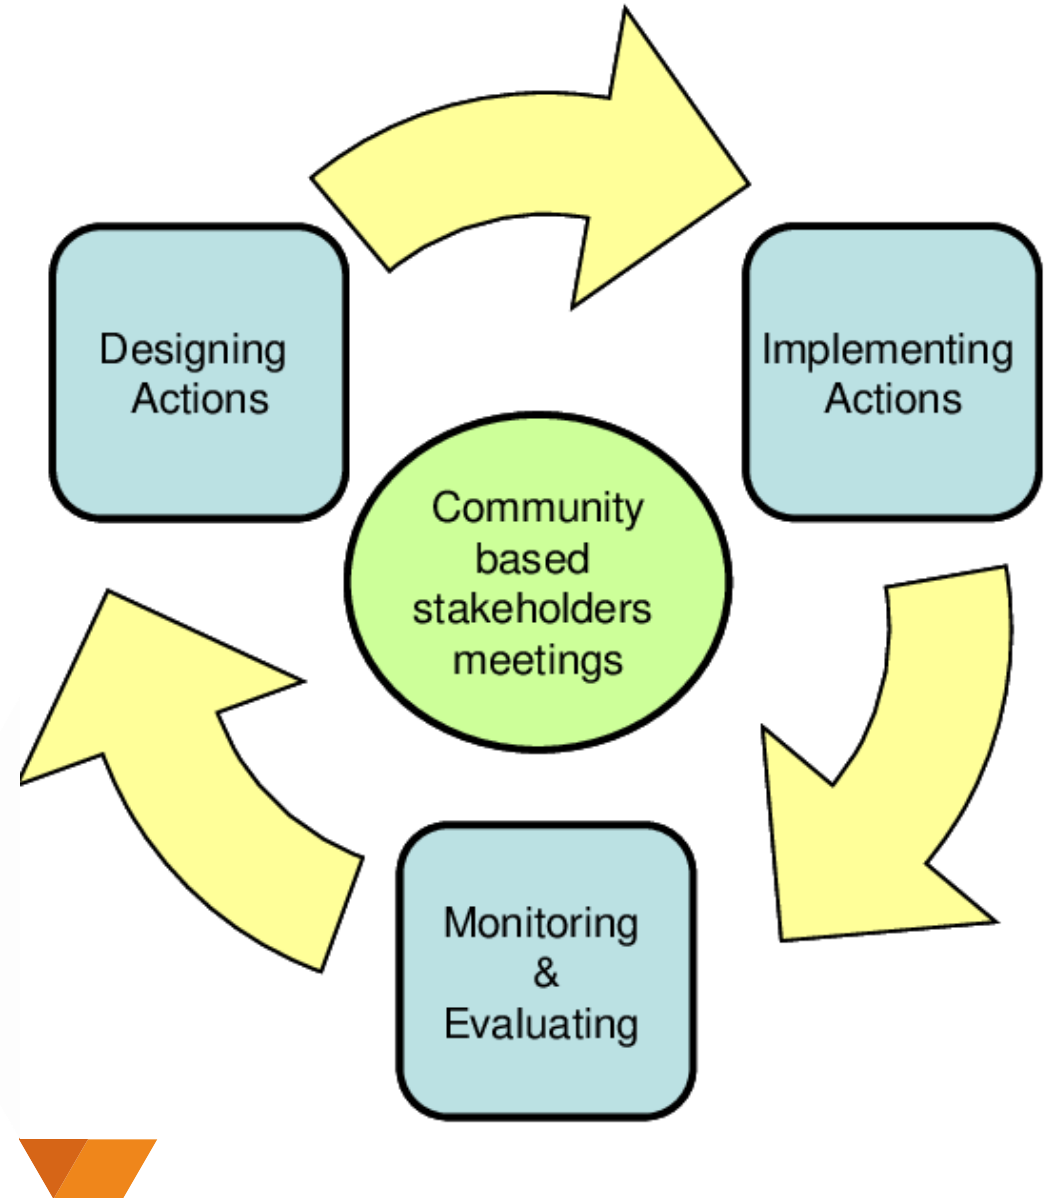 Designing
Actions
Implementing
Actions
Community
based
stakeholders
meetings
Monitoring
&
Evaluating